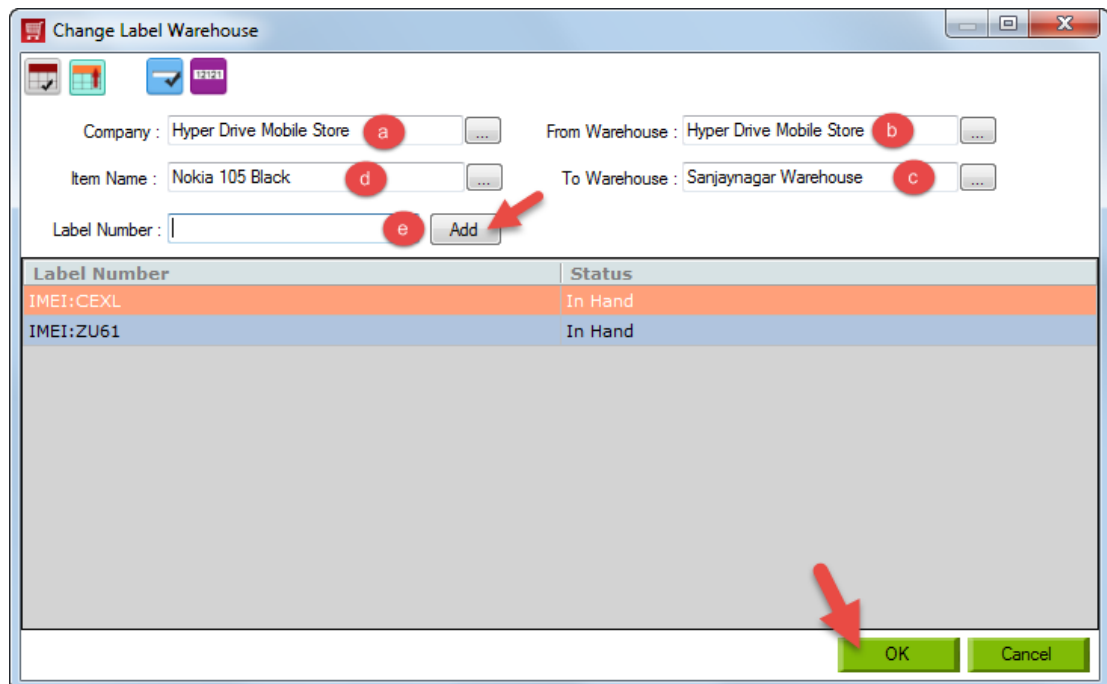 Change Label Warehouse
12121
Company : Hyper Drive Mobile Store a ... From Warehouse : Hyper Drive Mobile Store b ...
Item Name : Nokia 105 Black d ... To Warehouse : Sanjaynagar Warehouse c ...
Label Number : e Add
Label Number Status
IMEI:CEXL In Hand
IMEI:ZU61 In Hand
OK Cancel